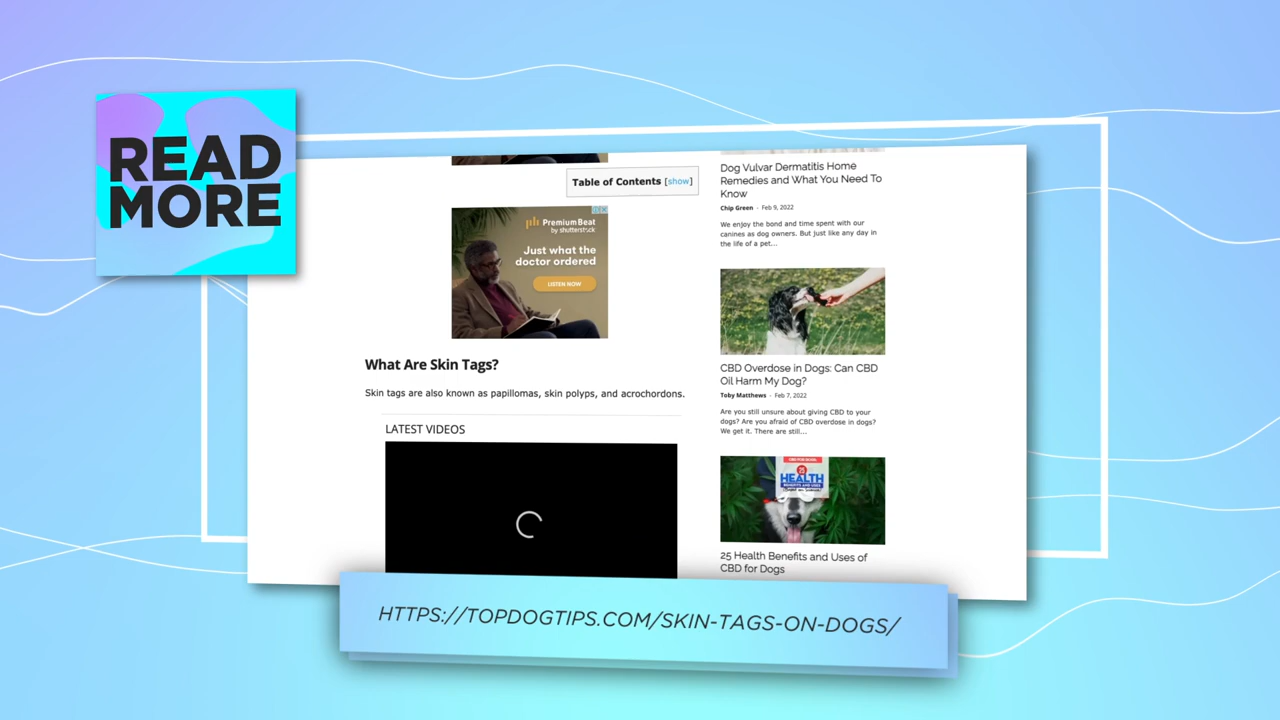 READ
MORE
Table of Contents [show]
PremiumBeat
by shutterstock
Just what the
doctor ordered
LISTEN NOW
What Are Skin Tags?
Skin tags are also known as papillomas, skin polyps, and acrochordons.
LATEST VIDEOS
Dog Vulvar Dermatitis Home
Remedies and What You Need To
Know
Chip Green - Feb 9, 2022
We enjoy the bond and time spent with our
canines as dog owners. But just like any day in
the life of a pet...
CBD Overdose in Dogs: Can CBD
Oil Harm My Dog?
Toby Matthews - Feb 7, 2022
Are you still unsure about giving CBD to your
dogs? Are you afraid of CBD overdose in dogs?
We get it. There are still...
25
HEALTH
BENEFITS AND USES
25 Health Benefits and Uses of
CBD for Dogs
HTTPS://TOPDOGTIPS.COM/SKIN-TAGS-ON-DOGS/